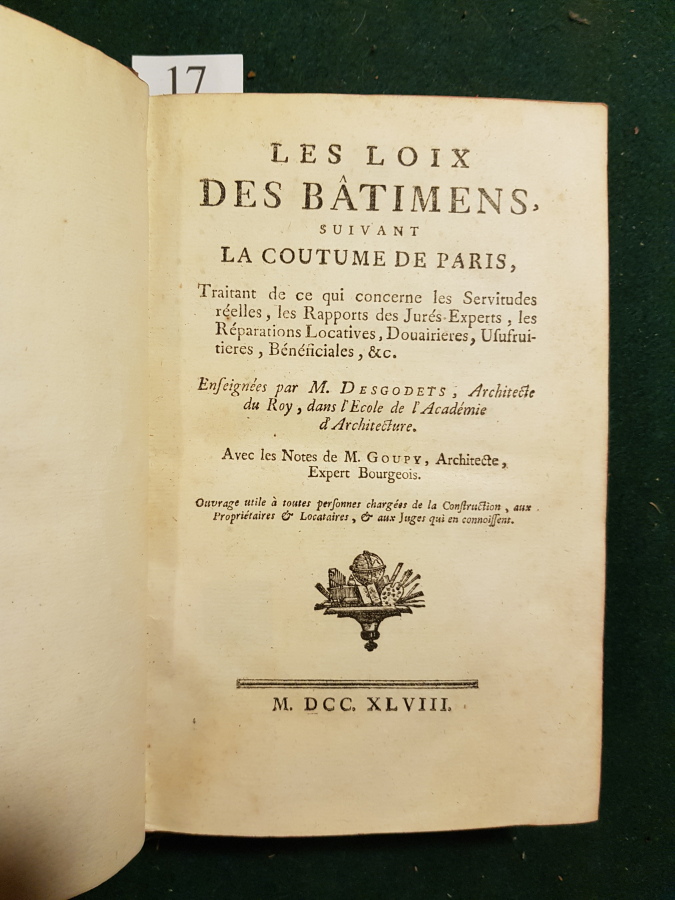 17
LES LOIX
DES BÂTIMENS,
SUIVANT
LA COUTUME DE PARIS,
Traitant de ce qui concerne les Servitudes
réelles, les Rapports des Jurés-Experts, les
Réparations Locatives, Douairieres, Uſufrui-
tieres, Bénéficiales, &c.
Enſeignées par M. DESGODETS, Architecte
du Roy, dans l'Ecole de l'Académie
d'Architecture.
Avec les Notes de M. GOUPY, Architecte,
Expert Bourgeois.
Ouvrage utile à toutes perſonnes chargées de la Conſtruction, aux
Propriétaires & Locataires, & aux Juges qui en connoiſſent.
M. DCC. XLVIII.